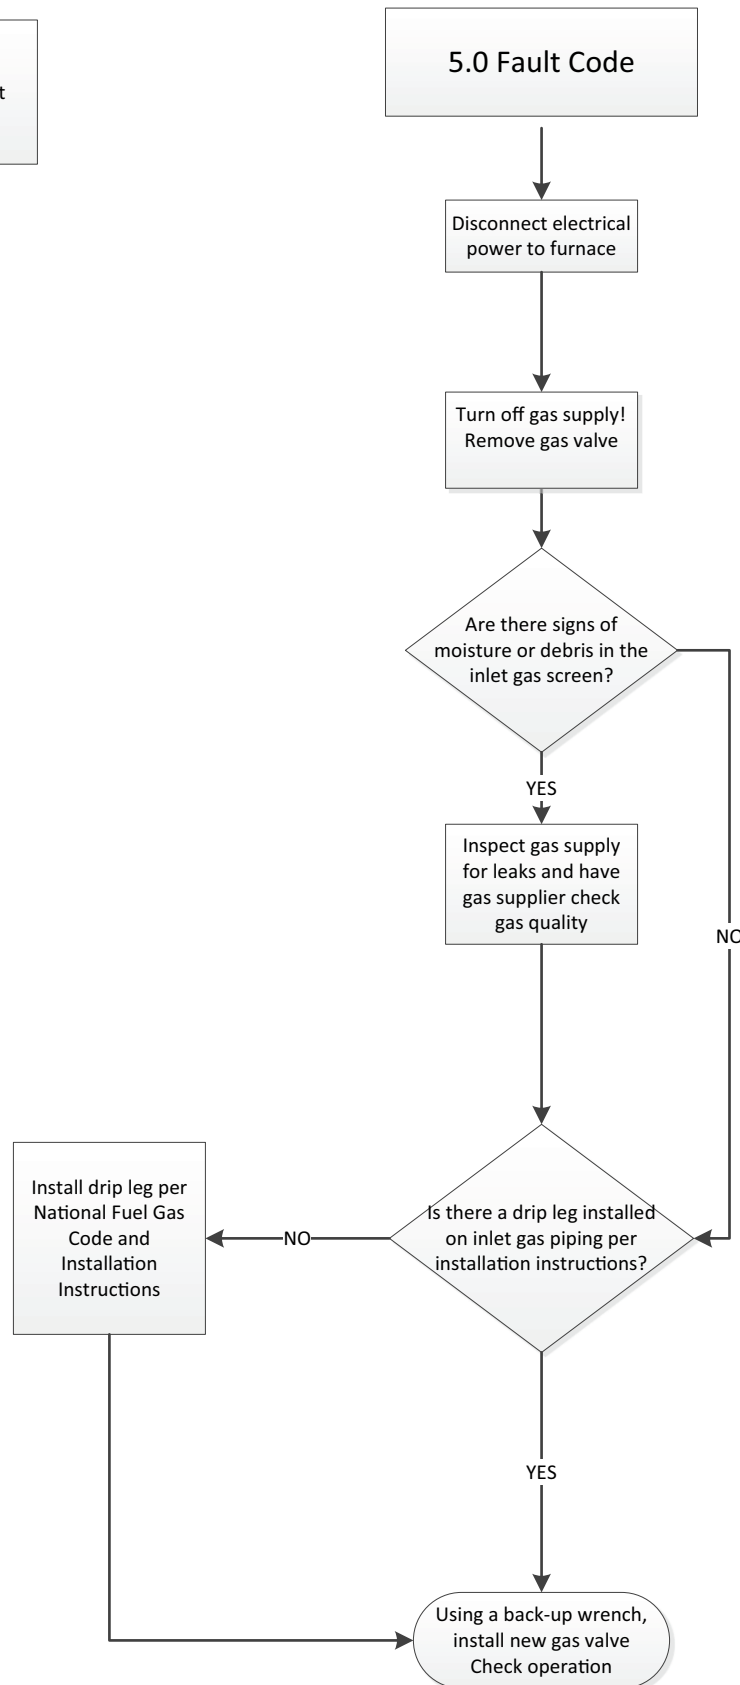 t
5.0 Fault Code
Disconnect electrical
power to furnace
Turn off gas supply!
Remove gas valve
Are there signs of
moisture or debris in the
inlet gas screen?
YES
Inspect gas supply
for leaks and have
gas supplier check
gas quality
NO
Install drip leg per
National Fuel Gas
Code and
Installation
Instructions
NO
Is there a drip leg installed
on inlet gas piping per
installation instructions?
YES
Using a back-up wrench,
install new gas valve
Check operation